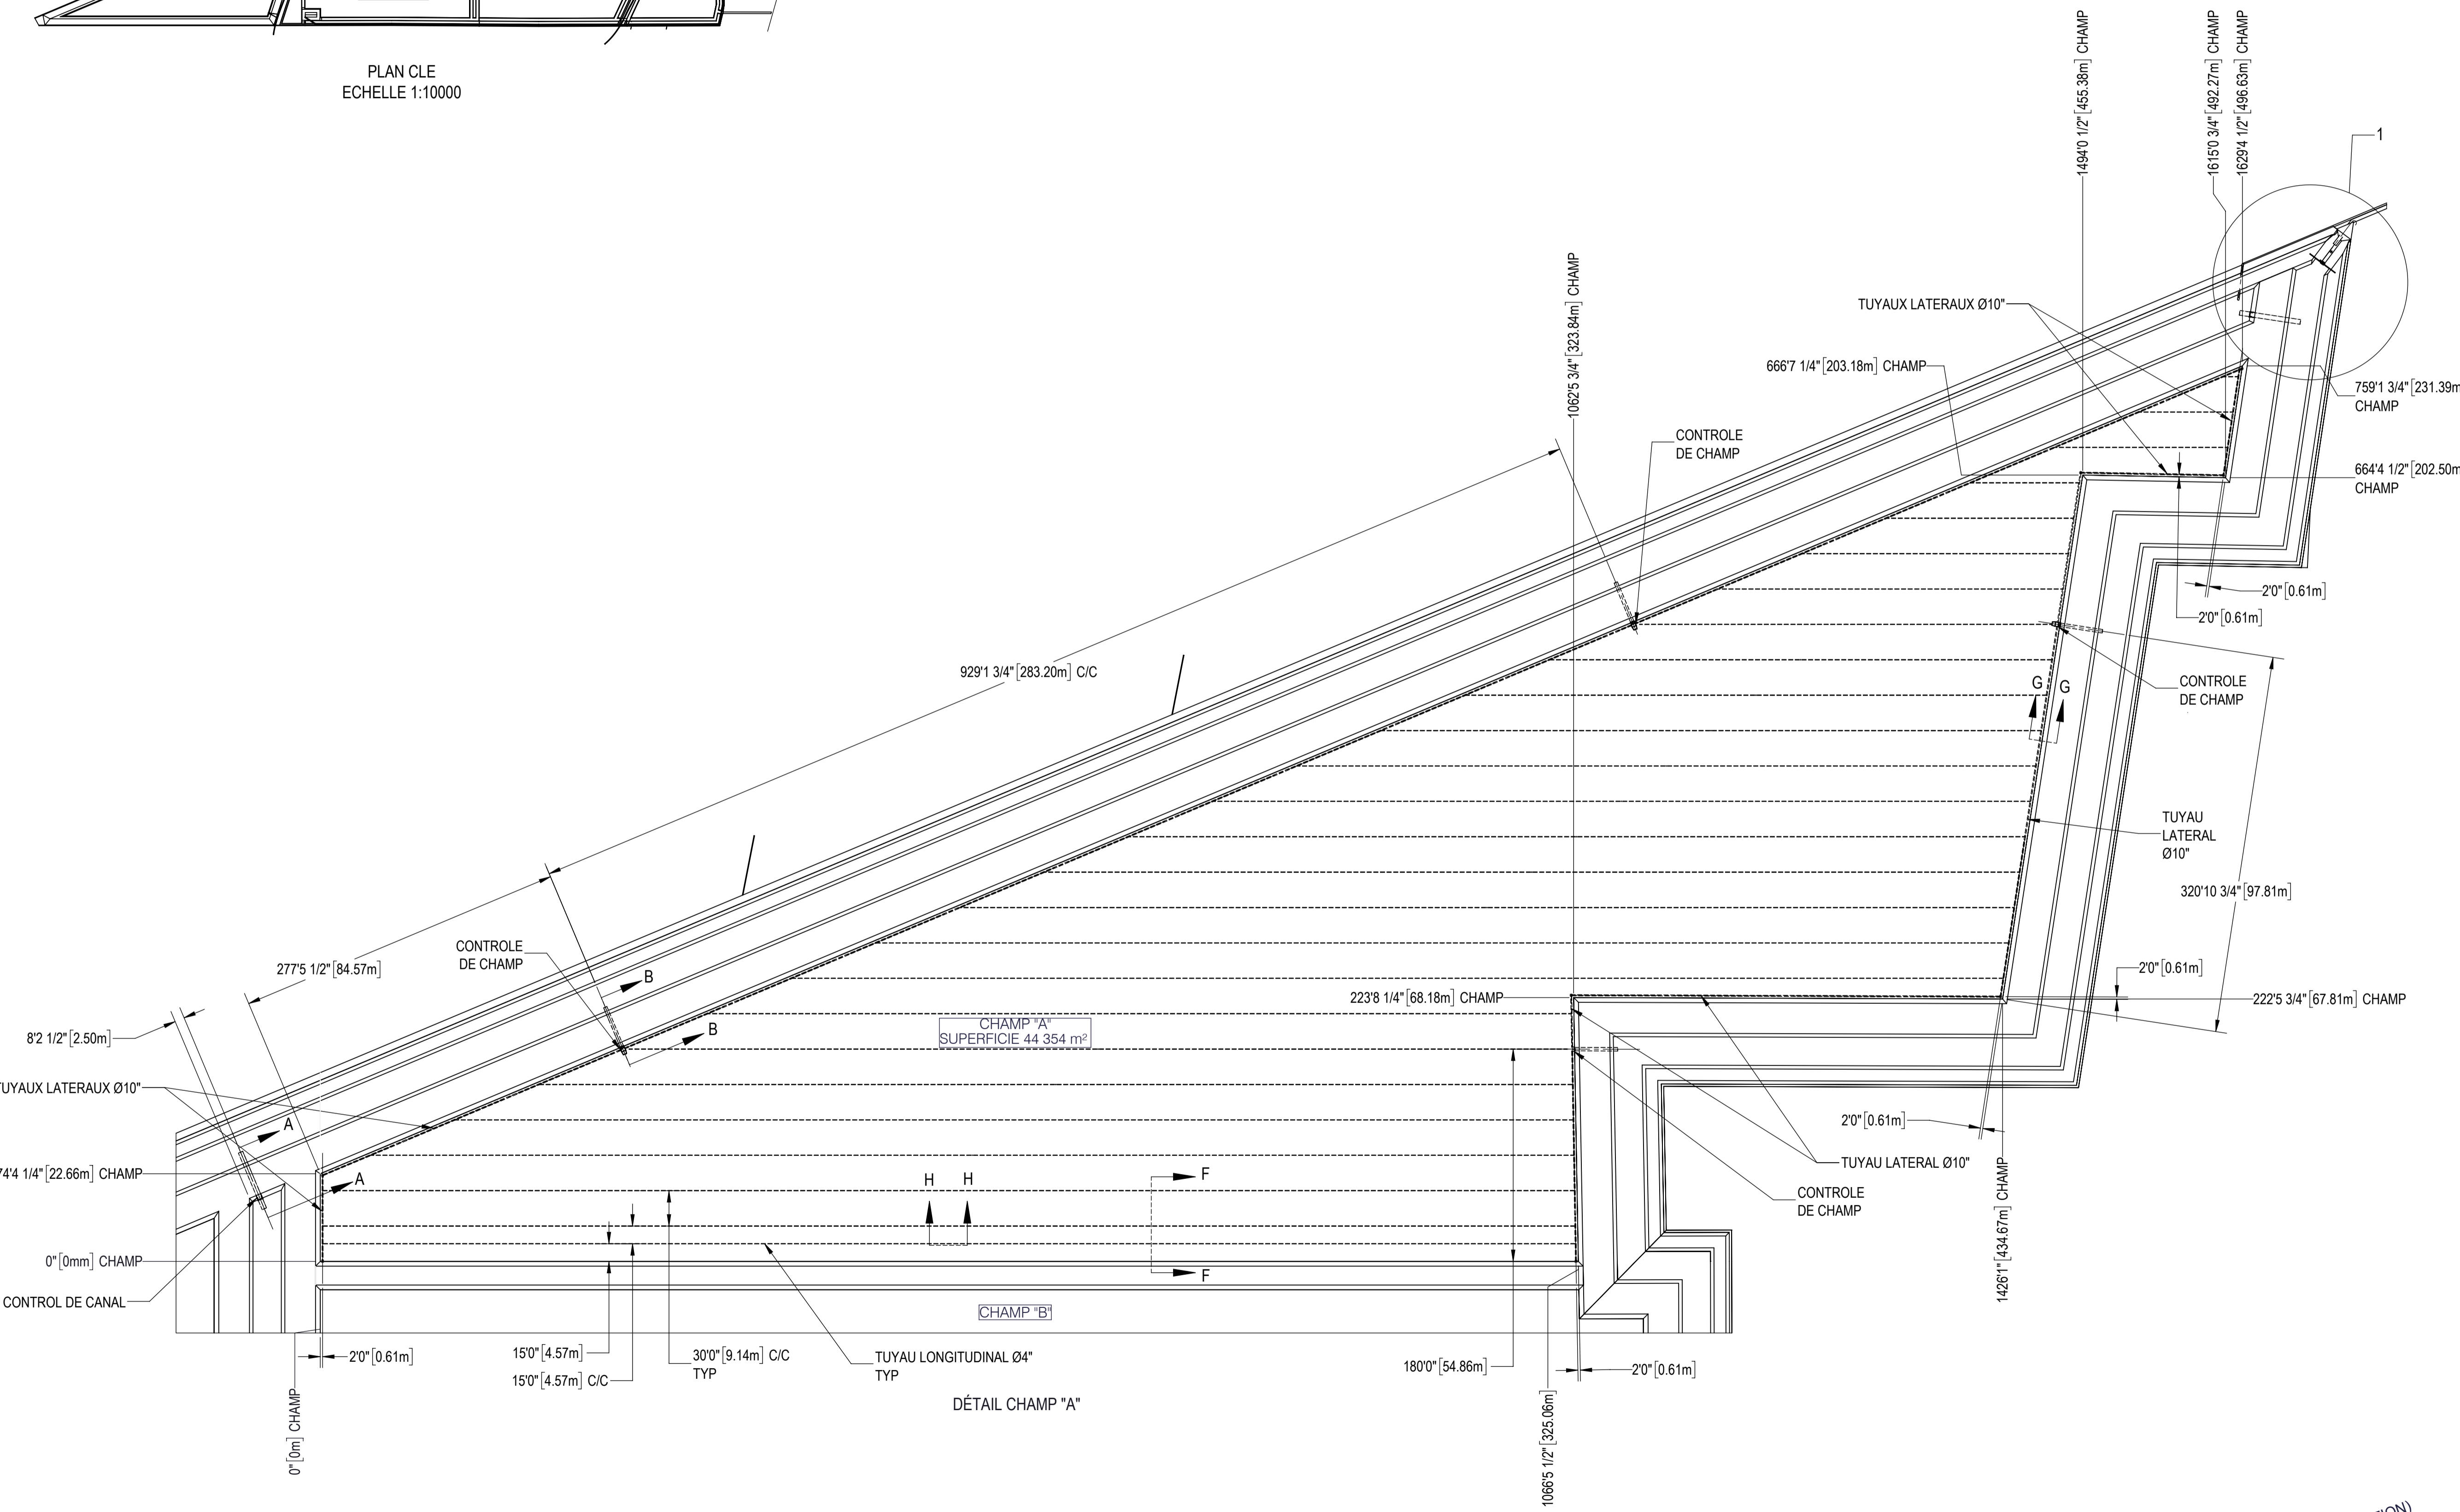 PLAN CLE
ECHELLE 1:10000
1494'0 1/2" [455.38m] CHAMP
1615'0 3/4" [492.27m] CHAMP
1629'4 1/2" [496.63m] CHAMP
1
1062'5 3/4" [323.84m] CHAMP
TUYAUX LATERAUX Ø10"
666'7 1/4" [203.18m] CHAMP
759'1 3/4" [231.39m
CHAMP
CONTROLE
DE CHAMP
664'4 1/2" [202.50m
CHAMP
2'0" [0.61m]
2'0" [0.61m]
929'1 3/4" [283.20m] C/C
G G
CONTROLE
DE CHAMP
TUYAU
LATERAL
Ø10"
320'10 3/4" [97.81m]
CONTROLE
DE CHAMP
277'5 1/2" [84.57m]
B
2'0" [0.61m]
223'8 1/4" [68.18m] CHAMP
222'5 3/4" [67.81m] CHAMP
CHAMP "A"
SUPERFICIE 44 354 m²
B
8'2 1/2" [2.50m]
TUYAUX LATERAUX Ø10"
A
2'0" [0.61m]
TUYAU LATERAL Ø10"
74'4 1/4" [22.66m] CHAMP
A
H H
F
CONTROLE
DE CHAMP
0" [0mm] CHAMP
F
1426'1" [434.67m] CHAMP
CONTROL DE CANAL
CHAMP "B"
2'0" [0.61m]
15'0" [4.57m]
30'0" [9.14m] C/C
TYP
TUYAU LONGITUDINAL Ø4"
TYP
180'0" [54.86m]
2'0" [0.61m]
15'0" [4.57m] C/C
DÉTAIL CHAMP "A"
0" [0m] CHAMP
1066'5 1/2" [325.06m]